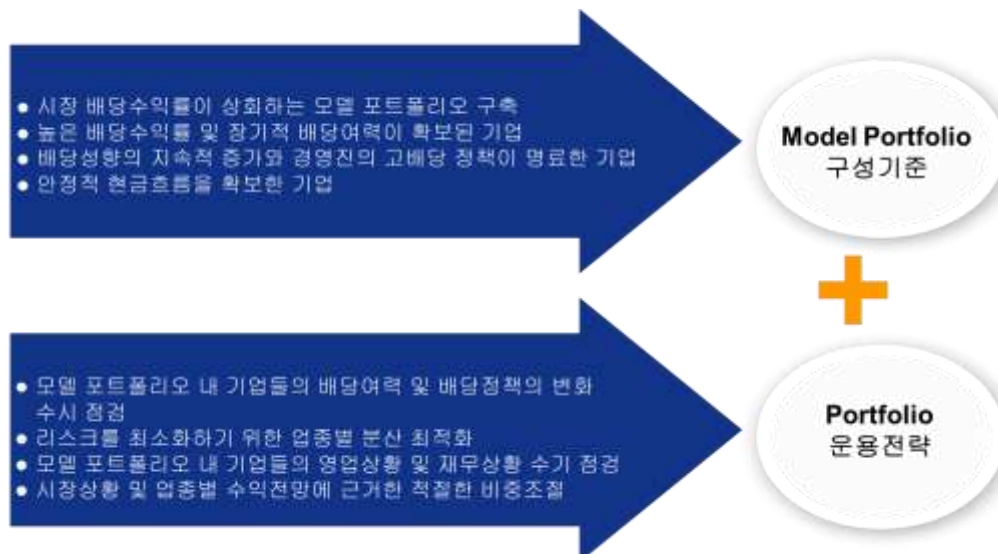 ● 시장 배당수익률이 상회하는 모델 포트폴리오 구축
● 높은 배당수익률 및 장기적 배당여력이 확보된 기업
● 배당성향의 지속적 증가와 경영진의 고배당 정책이 명료한 기업
● 안정적 현금흐름을 확보한 기업
Model Portfolio
구성기준
● 모델 포트폴리오 내 기업들의 배당여력 및 배당정책의 변화
수시 점검
● 리스크를 최소화하기 위한 업종별 분산 최적화
● 모델 포트폴리오 내 기업들의 영업상황 및 재무상황 수기 점검
● 시장상황 및 업종별 수익전망에 근거한 적절한 비중조절
Portfolio
운용전략